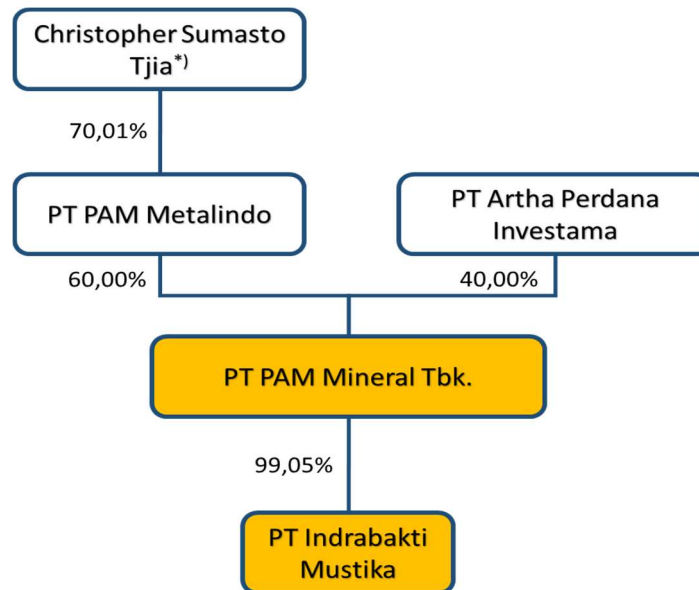 Christopher Sumasto
Tjia*)
70,01%
PT PAM Metalindo
PT Artha Perdana
Investama
60,00%
40,00%
PT PAM Mineral Tbk.
99,05%
PT Indrabakti
Mustika